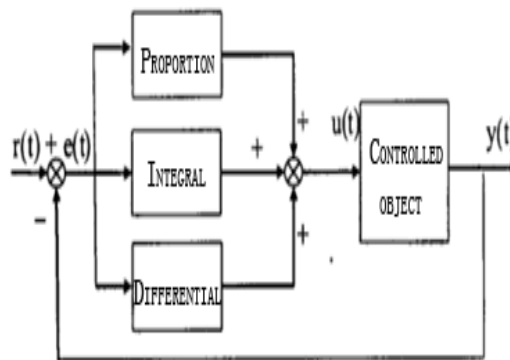 PROPORTION
+
u(t)
y(t)
r(t) + e(t)
+
INTEGRAL
CONTROLLED
OBJECT
−
+
DIFFERENTIAL